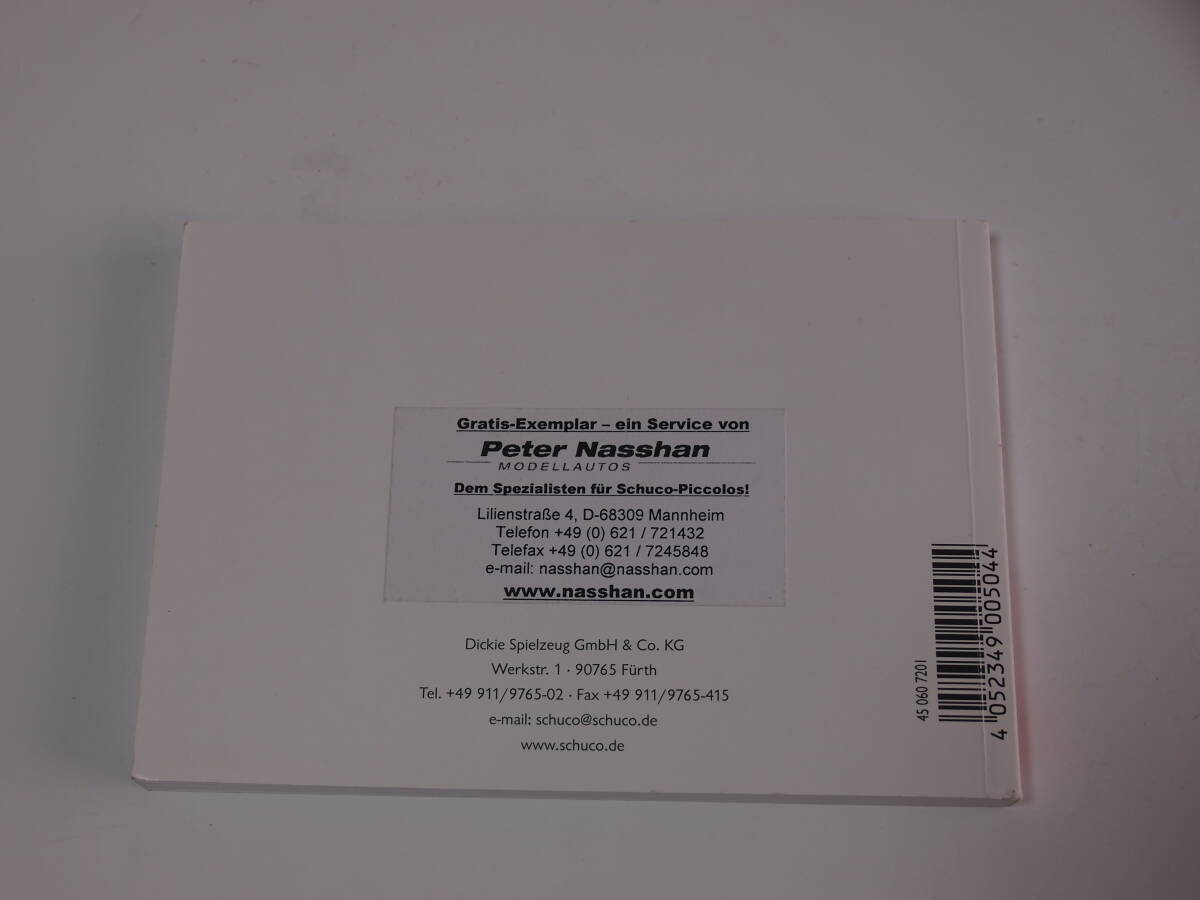 Gratis-Exemplar – ein Service von
Peter Nasshan
MODELLAUTOS
Dem Spezialisten für Schuco-Piccolos!
Lilienstraße 4, D-68309 Mannheim
Telefon +49 (0) 621 / 721432
Telefax +49 (0) 621 / 7245848
e-mail: nasshan@nasshan.com
www.nasshan.com
Dickie Spielzeug GmbH & Co. KG
Werkstr. 1 · 90765 Fürth
Tel. +49 911/9765-02 · Fax +49 911/9765-415
e-mail: schuco@schuco.de
www.schuco.de
45 060 7201
4 052349 005044